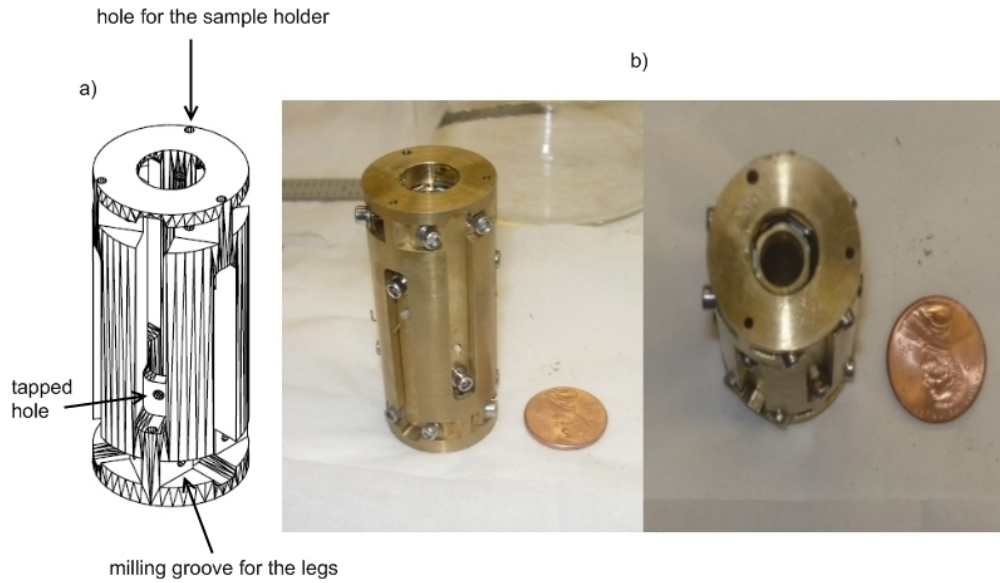 hole for the sample holder
a)
b)
tapped
hole
milling groove for the legs